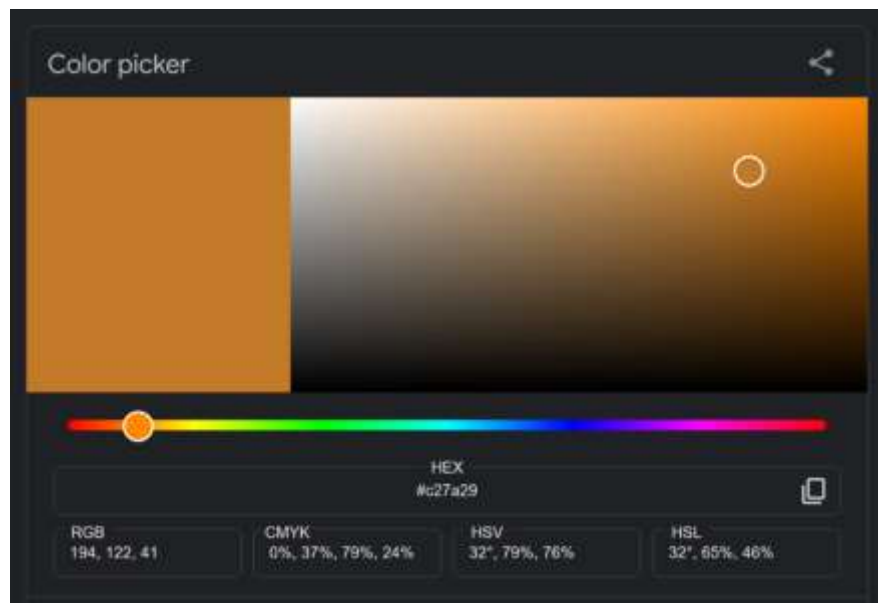 Color picker
HEX
#c27a29
RGB
194, 122, 41
CMYK
0%, 37%, 79%, 24%
HSV
32°, 79%, 76%
HSL
32°, 65%, 46%